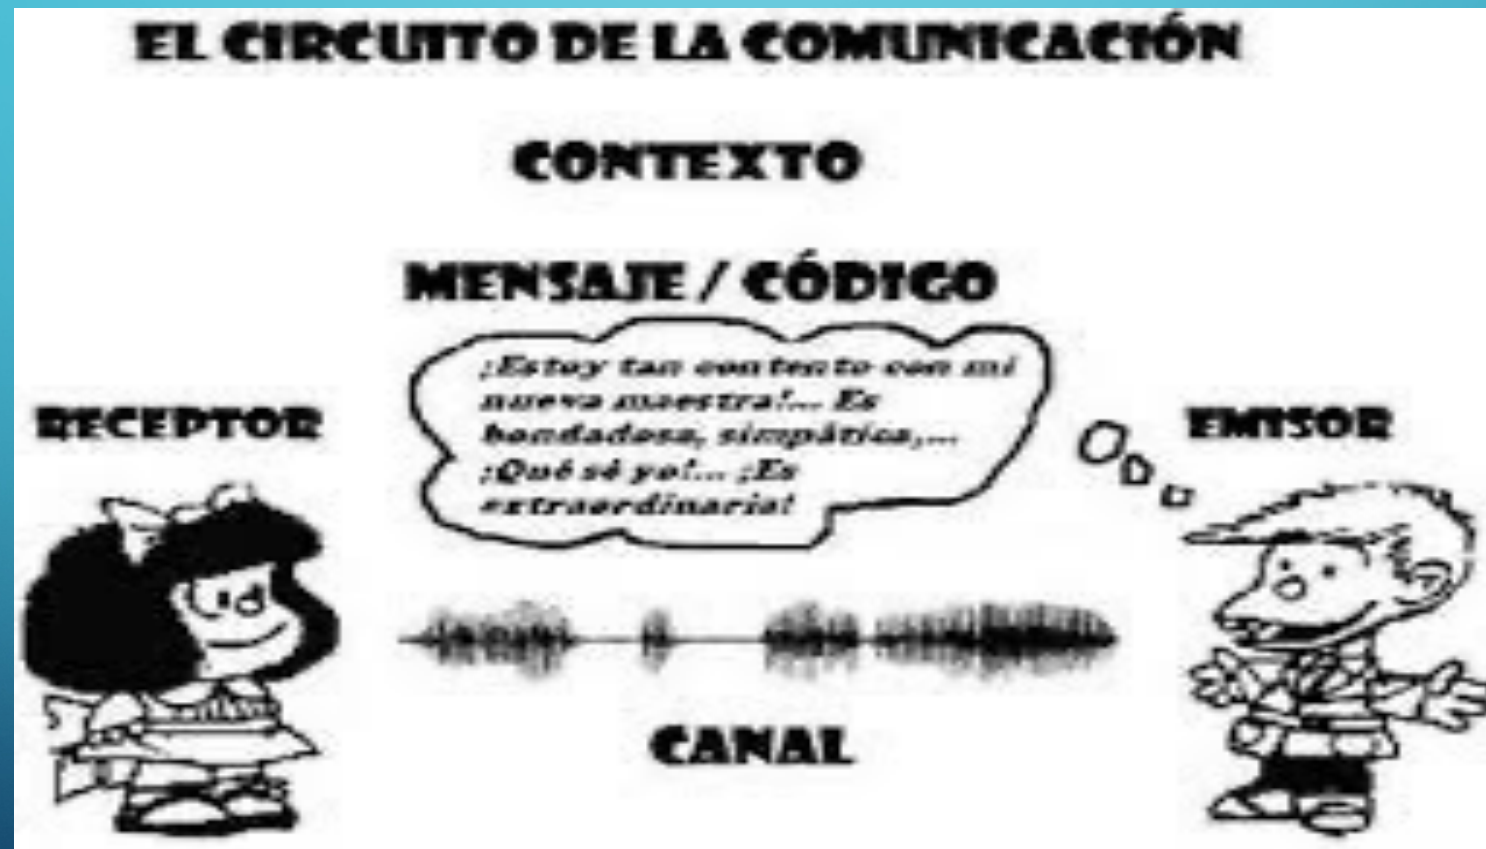 EL CIRCUITO DE LA COMUNICACIÓN
CONTEXTO
MENSAJE / CÓDIGO
¡Estoy tan contento con mi
nueva maestra!... Es
bondadosa, simpática,...
¡Qué sé yo!... ¡Es
extraordinaria!
RECEPTOR
EMISOR
CANAL